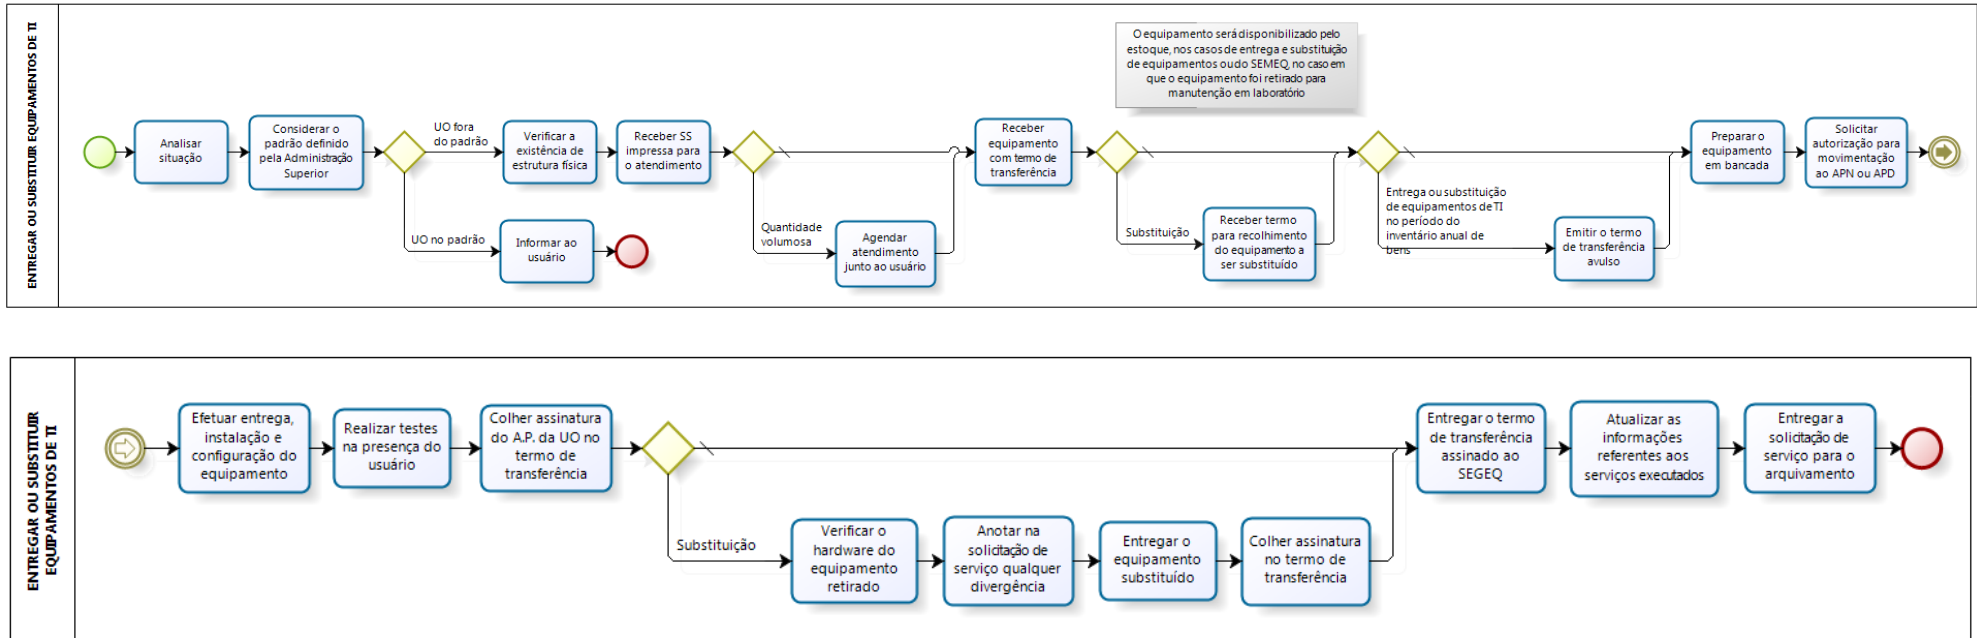 ENTREGAR OU SUBSTITUIR EQUIPAMENTOS DE TI
Analisar
situação
Considerar o
padrão definido
pela Administração
Superior
UO fora
do padrão
UO no padrão
Verificar a
existência de
estrutura física
Informar ao
usuário
Receber SS
impressa para
o atendimento
Quantidade
volumosa
Agendar
atendimento
junto ao usuário
Receber
equipamento
com termo de
transferência
O equipamento será disponibilizado pelo
estoque, nos casos de entrega e substituição
de equipamentos ou do SEMEQ, no caso em
que o equipamento foi retirado para
manutenção em laboratório
Substituição
Receber termo
para recolhimento
do equipamento a
ser substituído
Entrega ou substituição
de equipamentos de TI
no período do
inventário anual de
bens
Emitir o termo
de transferência
avulso
Preparar o
equipamento
em bancada
Solicitar
autorização para
movimentação
ao APN ou APD
ENTREGAR OU SUBSTITUIR
EQUIPAMENTOS DE TI
Efetuar entrega,
instalação e
configuração do
equipamento
Realizar testes
na presença do
usuário
Colher assinatura
do A.P. da UO no
termo de
transferência
Substituição
Verificar o
hardware do
equipamento
retirado
Anotar na
solicitação de
serviço qualquer
divergência
Entregar o
equipamento
substituído
Colher assinatura
no termo de
transferência
Entregar o termo
de transferência
assinado ao
SEGEQ
Atualizar as
informações
referentes aos
serviços executados
Entregar a
solicitação de
serviço para o
arquivamento